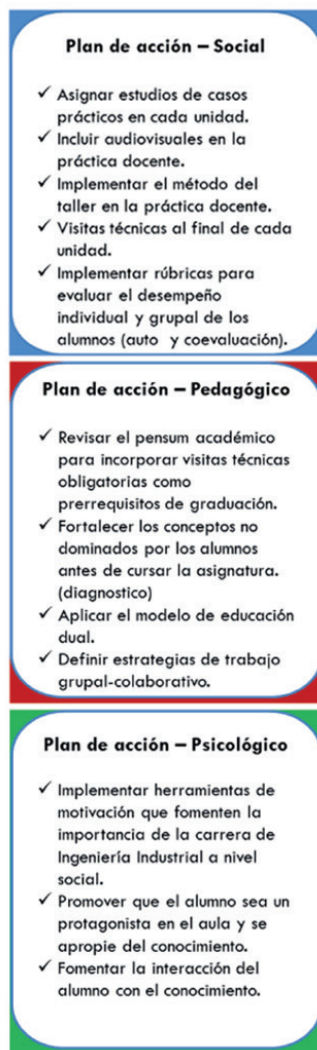 Plan de acción – Social
✓ Asignar estudios de casos
prácticos en cada unidad.
✓ Incluir audiovisuales en la
práctica docente.
✓ Implementar el método del
taller en la práctica docente.
✓ Visitas técnicas al final de cada
unidad.
✓ Implementar rúbricas para
evaluar el desempeño
individual y grupal de los
alumnos (auto y coevaluación).
Plan de acción – Pedagógico
✓ Revisar el pensum académico
para incorporar visitas técnicas
obligatorias como
prerrequisitos de graduación.
✓ Fortalecer los conceptos no
dominados por los alumnos
antes de cursar la asignatura.
(diagnostico)
✓ Aplicar el modelo de educación
dual.
✓ Definir estrategias de trabajo
grupal-colaborativo.
Plan de acción – Psicológico
✓ Implementar herramientas de
motivación que fomenten la
importancia de la carrera de
Ingeniería Industrial a nivel
social.
✓ Promover que el alumno sea un
protagonista en el aula y se
apropie del conocimiento.
✓ Fomentar la interacción del
alumno con el conocimiento.